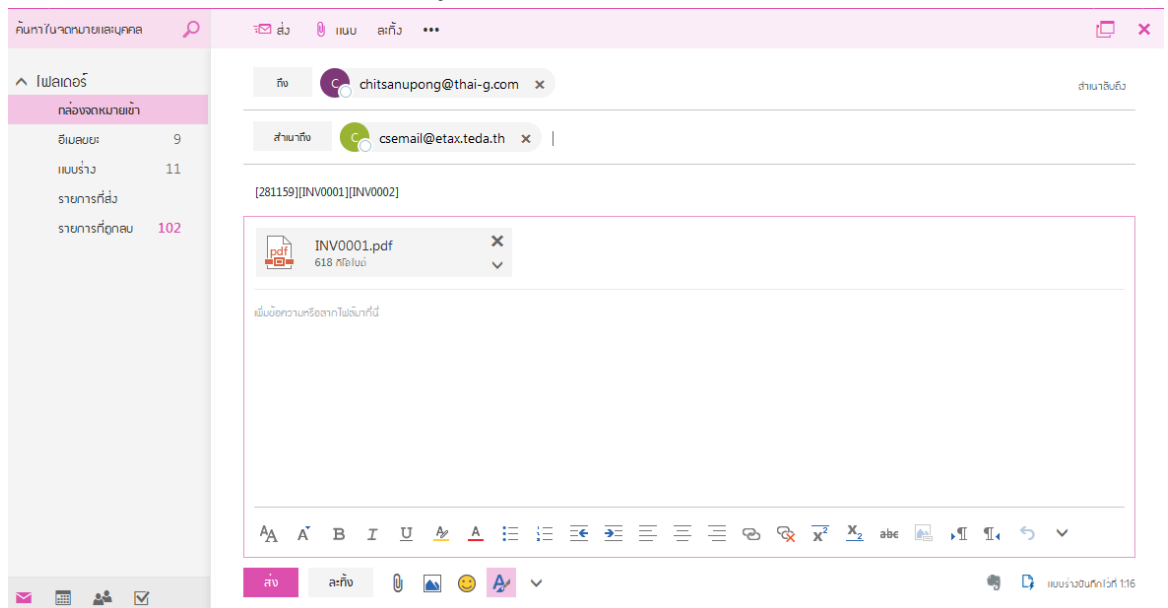 ค้นหาในจดหมายและบุคคล
ส่ง แนบ ละทิ้ง •••
โฟลเดอร์
กล่องจดหมายเข้า
อีเมลขยะ 9
แบบร่าง 11
รายการที่ส่ง
รายการที่ถูกลบ 102
ถึง C chitsanupong@thai-g.com ×
สำเนาลับถึง
สำเนาถึง C csemail@etax.teda.th ×
[281159][INV0001][INV0002]
pdf INV0001.pdf
618 กิโลไบต์
เพิ่มข้อความหรือลากไฟล์มาที่นี่
AA A B I U A A x² X₂ abc
ส่ง ละทิ้ง แบบร่างบันทึกไว้ที่ 1:16